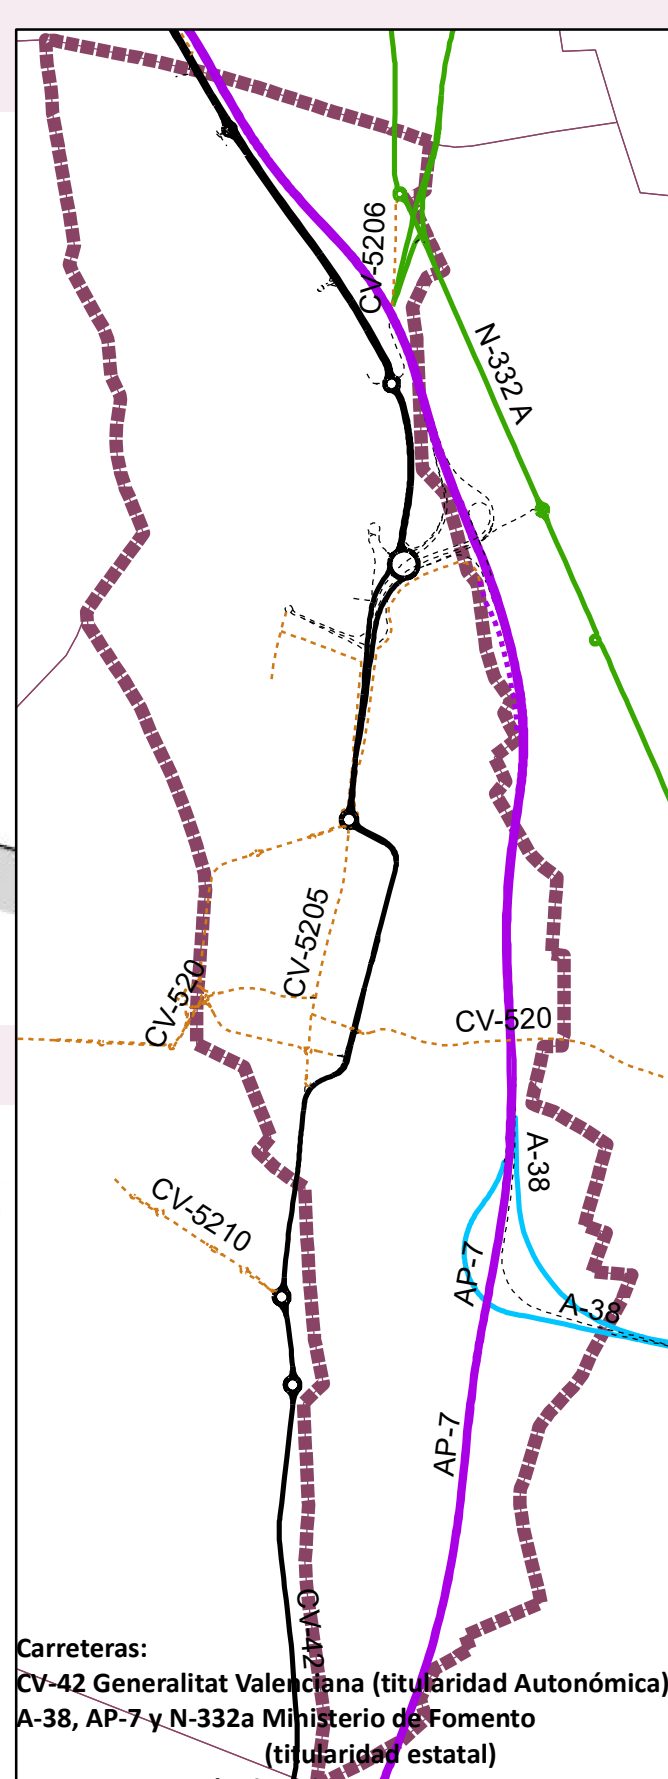 CV-5206
N-332 A
CV-5205
CV-520
CV-520
A-38
CV-5210
AP-7
A-38
AP-7
CV-42
Carreteras:
CV-42 Generalitat Valenciana (titularidad Autonómica)
A-38, AP-7 y N-332a Ministerio de Fomento
(titularidad estatal)